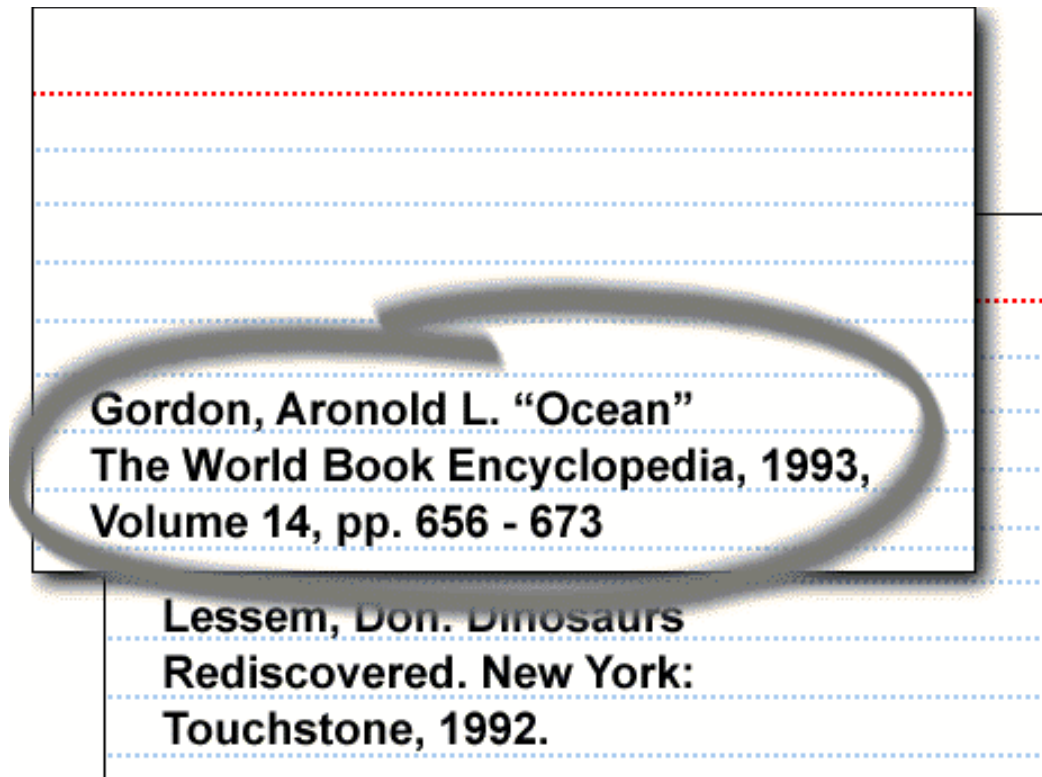 Gordon, Aronold L. “Ocean”
The World Book Encyclopedia, 1993,
Volume 14, pp. 656 - 673
Lessem, Don. Dinosaurs
Rediscovered. New York:
Touchstone, 1992.